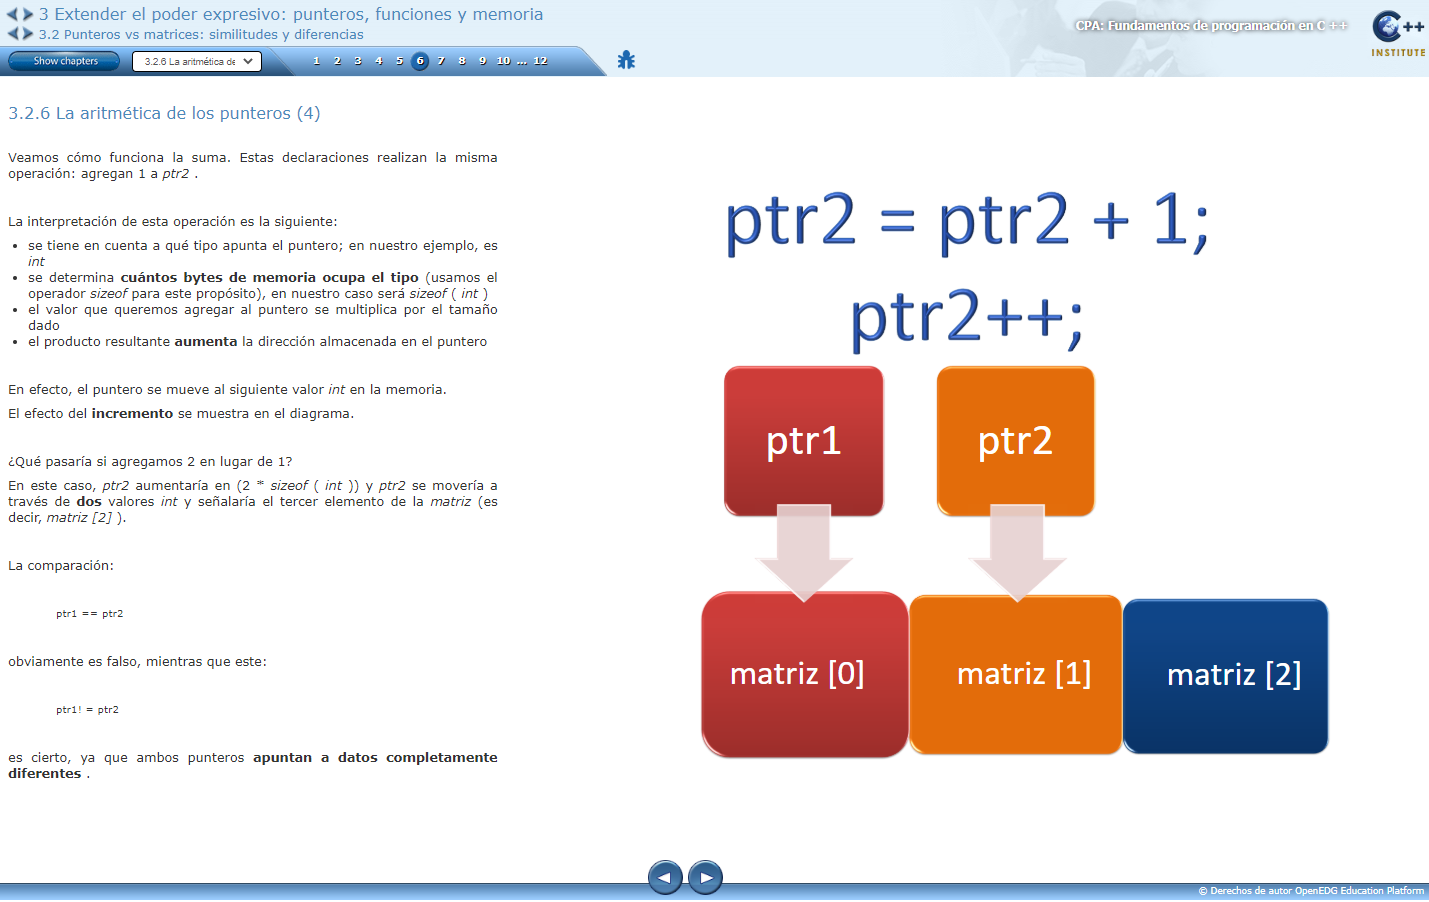 3 Extender el poder expresivo: punteros, funciones y memoria
3.2 Punteros vs matrices: similitudes y diferencias
CPA: Fundamentos de programación en C ++
C++
INSTITUTE
Show chapters
3.2.6 La aritmética de
1 2 3 4 5 6 7 8 9 10 ... 12
3.2.6 La aritmética de los punteros (4)
Veamos cómo funciona la suma. Estas declaraciones realizan la misma
operación: agregan 1 a ptr2 .
La interpretación de esta operación es la siguiente:
• se tiene en cuenta a qué tipo apunta el puntero; en nuestro ejemplo, es
int
• se determina cuántos bytes de memoria ocupa el tipo (usamos el
operador sizeof para este propósito), en nuestro caso será sizeof ( int )
• el valor que queremos agregar al puntero se multiplica por el tamaño
dado
• el producto resultante aumenta la dirección almacenada en el puntero
En efecto, el puntero se mueve al siguiente valor int en la memoria.
El efecto del incremento se muestra en el diagrama.
¿Qué pasaría si agregamos 2 en lugar de 1?
En este caso, ptr2 aumentaría en (2 * sizeof ( int )) y ptr2 se movería a
través de dos valores int y señalaría el tercer elemento de la matriz (es
decir, matriz [2] ).
La comparación:
ptr1 == ptr2
obviamente es falso, mientras que este:
ptr1! = ptr2
es cierto, ya que ambos punteros apuntan a datos completamente
diferentes .
ptr2 = ptr2 + 1;
ptr2++;
ptr1
ptr2
matriz [0]
matriz [1]
matriz [2]
© Derechos de autor OpenEDG Education Platform